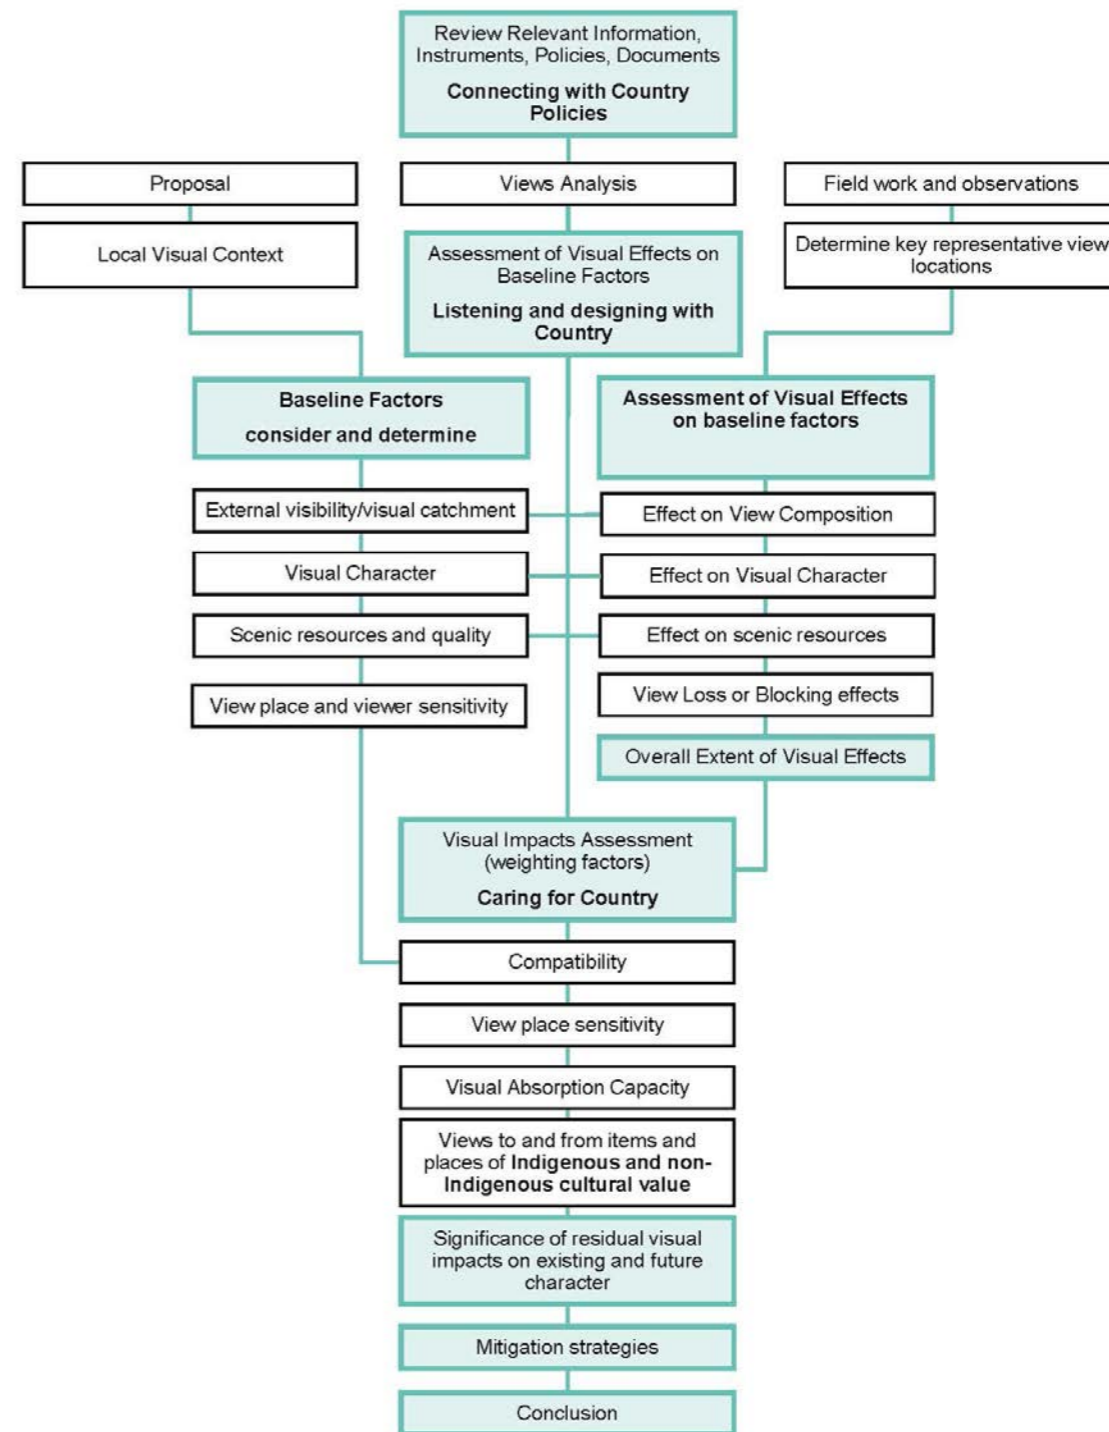 Review Relevant Information,
Instruments, Policies, Documents
Connecting with Country
Policies
Proposal
Views Analysis
Field work and observations
Local Visual Context
Assessment of Visual Effects on
Baseline Factors
Listening and designing with
Country
Determine key representative view
locations
Baseline Factors
consider and determine
Assessment of Visual Effects
on baseline factors
External visibility/visual catchment
Effect on View Composition
Visual Character
Effect on Visual Character
Scenic resources and quality
Effect on scenic resources
View place and viewer sensitivity
View Loss or Blocking effects
Overall Extent of Visual Effects
Visual Impacts Assessment
(weighting factors)
Caring for Country
Compatibility
View place sensitivity
Visual Absorption Capacity
Views to and from items and
places of Indigenous and non-
Indigenous cultural value
Significance of residual visual
impacts on existing and future
character
Mitigation strategies
Conclusion